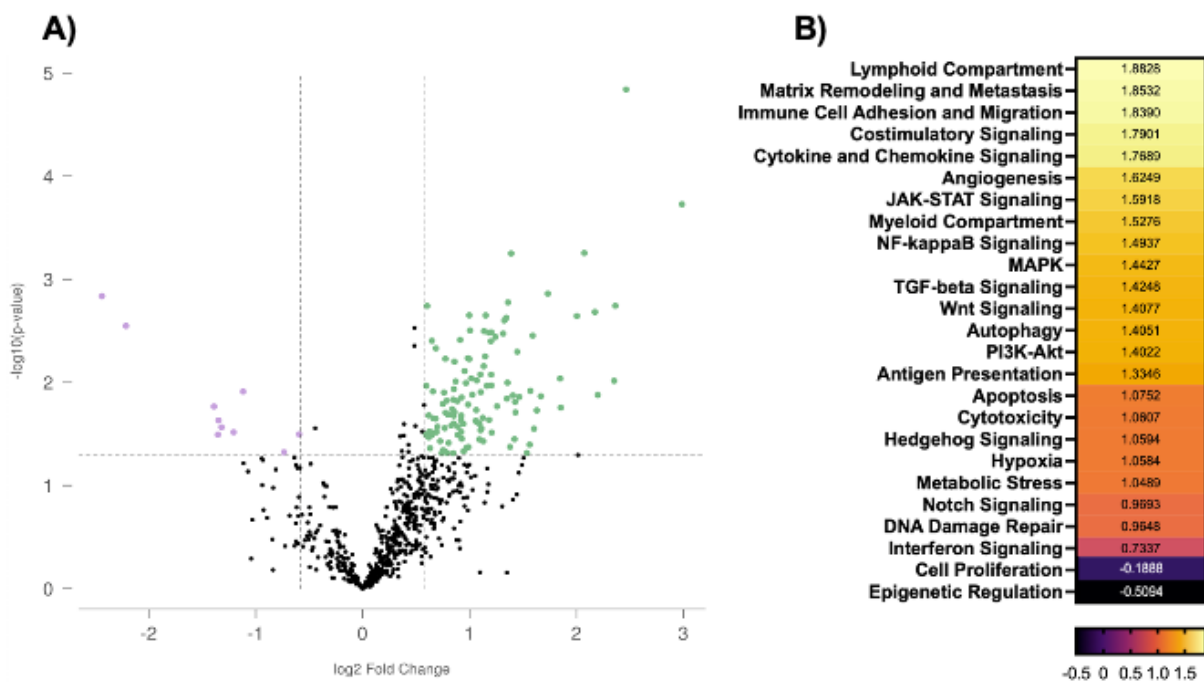 A)
5
4
3
2
1
0
-log10(p-value)
-2 -1 0 1 2 3
log2 Fold Change
B)
Lymphoid Compartment 1.8828
Matrix Remodeling and Metastasis 1.8532
Immune Cell Adhesion and Migration 1.8390
Costimulatory Signaling 1.7901
Cytokine and Chemokine Signaling 1.7689
Angiogenesis 1.6249
JAK-STAT Signaling 1.5918
Myeloid Compartment 1.5276
NF-kappaB Signaling 1.4937
MAPK 1.4427
TGF-beta Signaling 1.4248
Wnt Signaling 1.4077
Autophagy 1.4051
PI3K-Akt 1.4022
Antigen Presentation 1.3346
Apoptosis 1.0752
Cytotoxicity 1.0807
Hedgehog Signaling 1.0594
Hypoxia 1.0584
Metabolic Stress 1.0489
Notch Signaling 0.9693
DNA Damage Repair 0.9648
Interferon Signaling 0.7337
Cell Proliferation -0.1888
Epigenetic Regulation -0.5094
-0.5 0 0.5 1.0 1.5